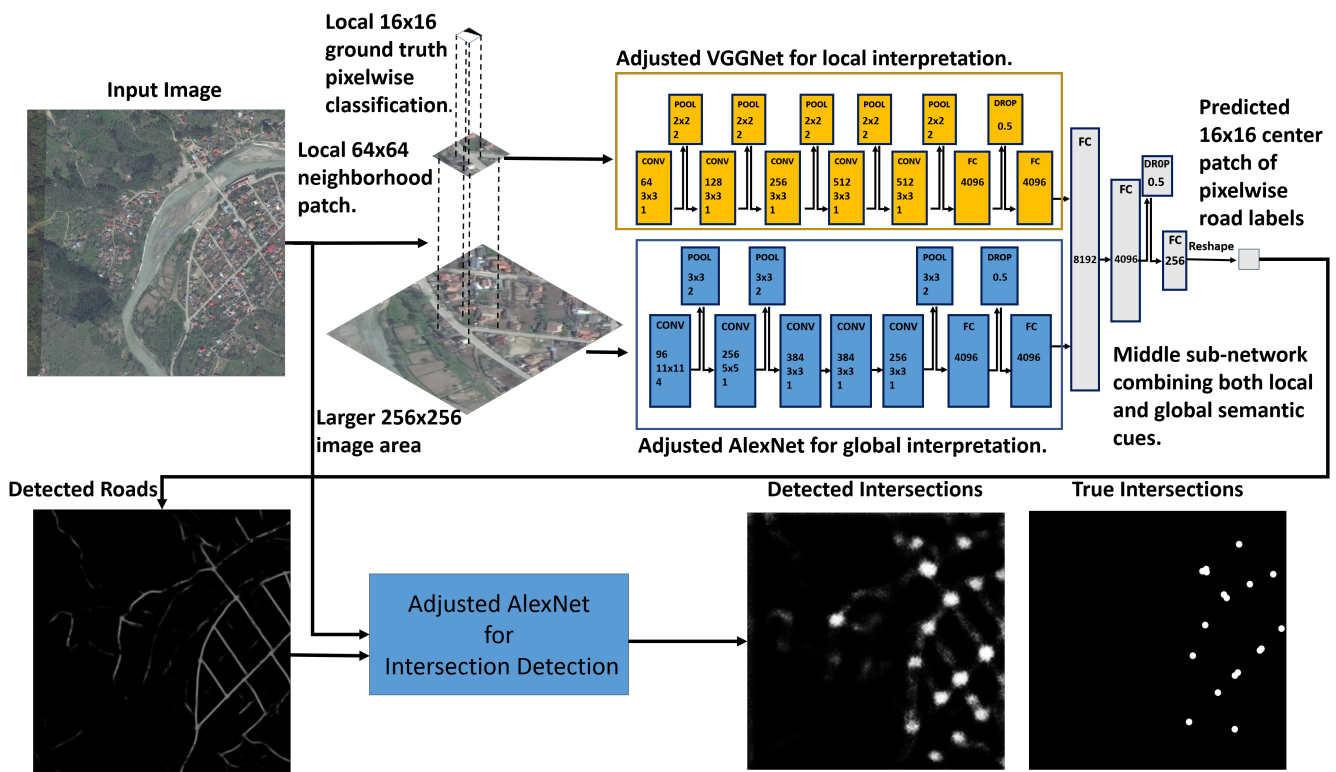 Input Image
Local 16x16
ground truth
pixelwise
classification.
Local 64x64
neighborhood
patch.
Larger 256x256
image area
Adjusted VGGNet for local interpretation.
POOL
2x2
2
POOL
2x2
2
POOL
2x2
2
POOL
2x2
2
POOL
2x2
2
DROP
0.5
CONV
64
3x3
1
CONV
128
3x3
1
CONV
256
3x3
1
CONV
512
3x3
1
CONV
512
3x3
1
FC
4096
FC
4096
POOL
3x3
2
POOL
3x3
2
POOL
3x3
2
DROP
0.5
CONV
96
11x11
4
CONV
256
5x5
1
CONV
384
3x3
1
CONV
384
3x3
1
CONV
256
3x3
1
FC
4096
FC
4096
Adjusted AlexNet for global interpretation.
FC
8192
FC
4096
DROP
0.5
FC
256
Reshape
Predicted
16x16 center
patch of
pixelwise
road labels
Middle sub-network
combining both local
and global semantic
cues.
Detected Roads
Adjusted AlexNet
for
Intersection Detection
Detected Intersections
True Intersections